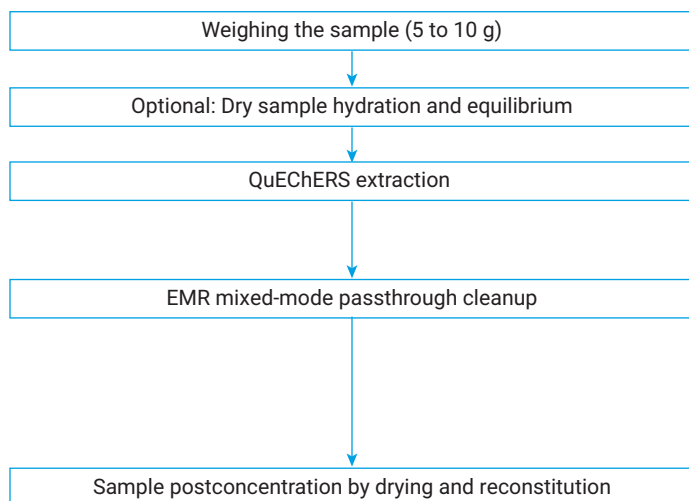 Weighing the sample (5 to 10 g)
Optional: Dry sample hydration and equilibrium
QuEChERS extraction
EMR mixed-mode passthrough cleanup
Sample postconcentration by drying and reconstitution